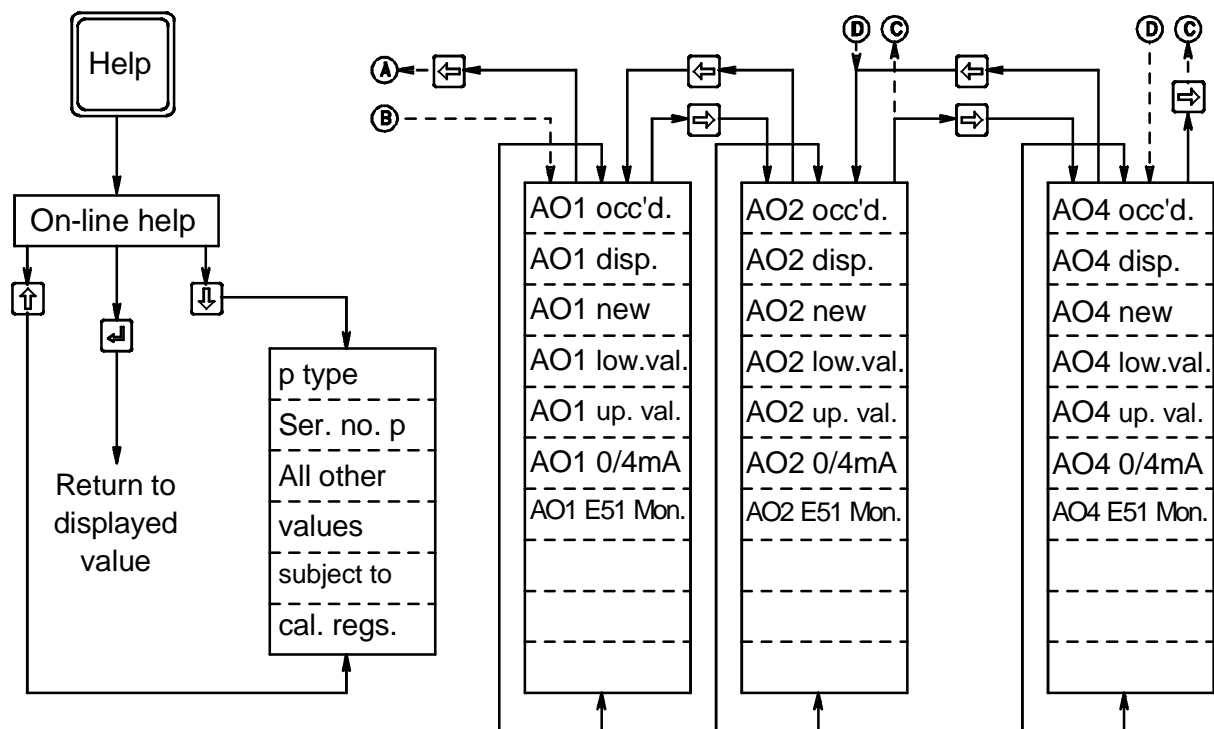 Help
On-line help
Return to
displayed
value
p type
Ser. no. p
All other
values
subject to
cal. regs.
A
B
D
C
D
C
AO1 occ'd.
AO1 disp.
AO1 new
AO1 low.val.
AO1 up. val.
AO1 0/4mA
AO1 E51 Mon.
AO2 occ'd.
AO2 disp.
AO2 new
AO2 low.val.
AO2 up. val.
AO2 0/4mA
AO2 E51 Mon.
AO4 occ'd.
AO4 disp.
AO4 new
AO4 low.val.
AO4 up. val.
AO4 0/4mA
AO4 E51 Mon.